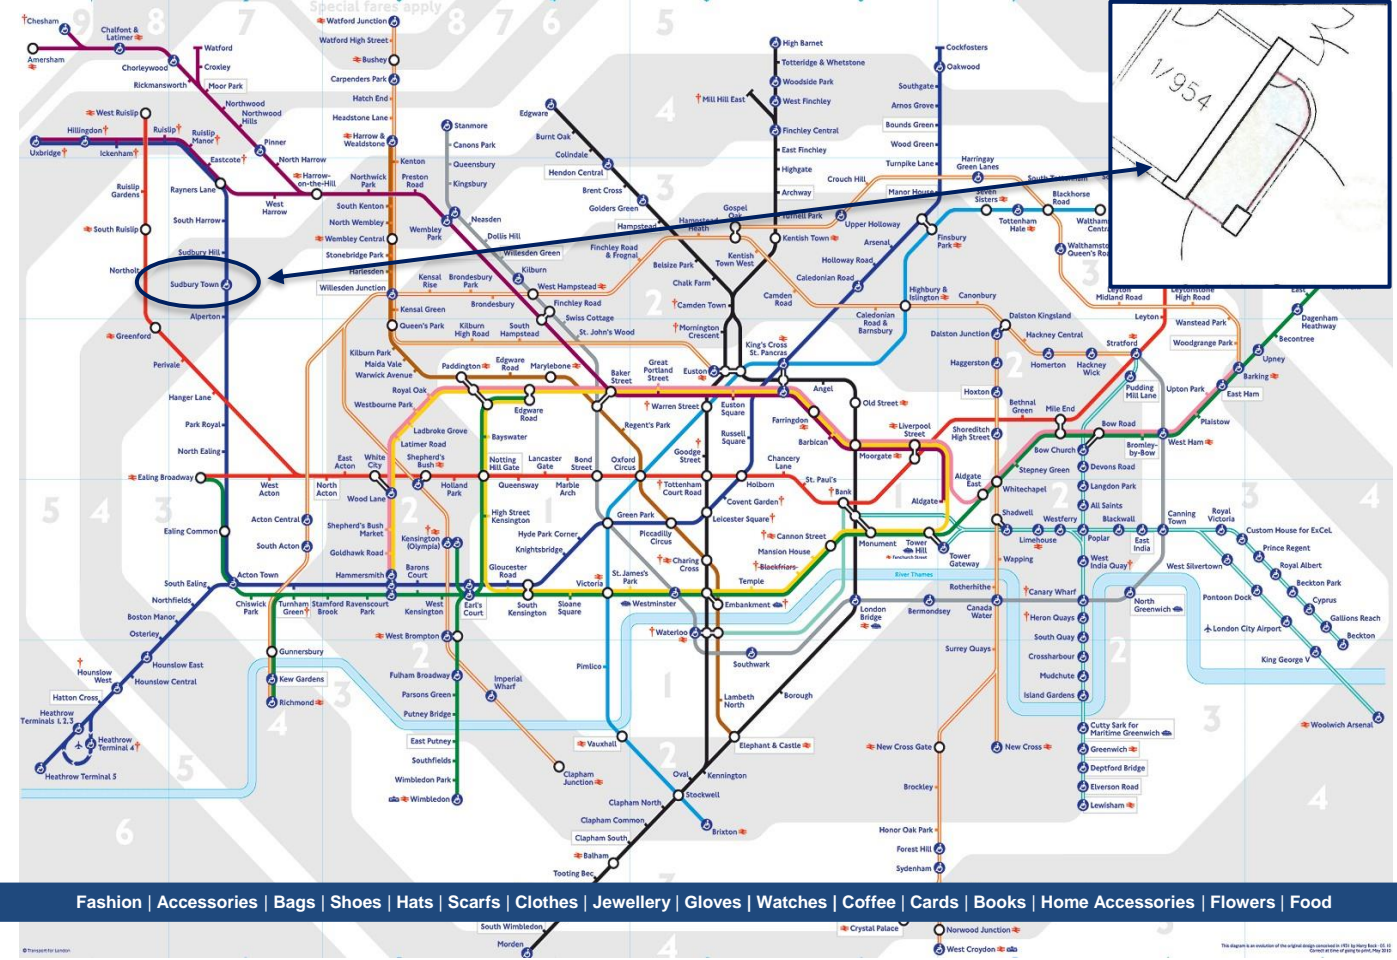 Special fares apply
9 8 7 6 8 7 6 5
Chesham
Chalfont & Latimer
Amersham
Chorleywood
Rickmansworth
Watford
Croxley
Moor Park
Northwood
Northwood Hills
Pinner
North Harrow
Harrow-on-the-Hill
Northwick Park
Preston Road
Watford Junction
Watford High Street
Bushey
Carpenders Park
Hatch End
Headstone Lane
Harrow & Wealdstone
Kenton
South Kenton
North Wembley
Wembley Central
Stonebridge Park
Harlesden
Willesden Junction
Kensal Green
Queen's Park
Kilburn Park
Maida Vale
Warwick Avenue
West Ruislip
Hillingdon
Uxbridge
Ickenham
Ruislip
Ruislip Manor
Eastcote
Rayners Lane
West Harrow
Ruislip Gardens
South Ruislip
Northolt
Greenford
Perivale
Hanger Lane
South Harrow
Sudbury Hill
Sudbury Town
Alperton
Park Royal
North Ealing
Ealing Broadway
Ealing Common
West Acton
North Acton
East Acton
White City
Shepherd's Bush
Holland Park
Notting Hill Gate
Queensway
Lancaster Gate
Marble Arch
Bond Street
Oxford Circus
Tottenham Court Road
Holborn
Chancery Lane
St. Paul's
Bank
Stanmore
Canons Park
Queensbury
Kingsbury
Wembley Park
Neasden
Dollis Hill
Willesden Green
Kilburn
West Hampstead
Finchley Road
Swiss Cottage
St. John's Wood
Baker Street
Edgware
Burnt Oak
Colindale
Hendon Central
Brent Cross
Golders Green
Hampstead
Belsize Park
Chalk Farm
Camden Town
Mornington Crescent
Euston
High Barnet
Totteridge & Whetstone
Woodside Park
West Finchley
Mill Hill East
Finchley Central
East Finchley
Highgate
Archway
Tufnell Park
Kentish Town
Cockfosters
Oakwood
Southgate
Arnos Grove
Bounds Green
Wood Green
Turnpike Lane
Manor House
Finsbury Park
Arsenal
Holloway Road
Caledonian Road
King's Cross St. Pancras
Harringay Green Lanes
Crouch Hill
Upper Holloway
Gospel Oak
Hampstead Heath
Finchley Road & Frognal
Kentish Town West
Camden Road
Caledonian Road & Barnsbury
Highbury & Islington
Canonbury
Seven Sisters
Tottenham Hale
Blackhorse Road
1/954
Dalston Kingsland
Dalston Junction
Hackney Central
Homerton
Hackney Wick
Stratford
Leyton
Wanstead Park
Woodgrange Park
Barking
East Ham
Upton Park
Plaistow
West Ham
Upney
Becontree
Dagenham Heathway
Haggerston
Hoxton
Shoreditch High Street
Bethnal Green
Mile End
Bow Road
Bow Church
Bromley-by-Bow
Pudding Mill Lane
Devons Road
Langdon Park
All Saints
Stepney Green
Whitechapel
Aldgate East
Aldgate
Liverpool Street
Moorgate
Old Street
Angel
Farringdon
Barbican
Kensal Rise
Brondesbury Park
Brondesbury
Kilburn High Road
South Hampstead
Paddington
Edgware Road
Marylebone
Great Portland Street
Warren Street
Euston Square
Regent's Park
Russell Square
Goodge Street
Royal Oak
Westbourne Park
Ladbroke Grove
Latimer Road
Bayswater
Edgware Road
Wood Lane
Shepherd's Bush Market
Goldhawk Road
Hammersmith
Barons Court
Kensington (Olympia)
High Street Kensington
Acton Central
South Acton
Acton Town
South Ealing
Northfields
Boston Manor
Osterley
Hounslow East
Hounslow Central
Hounslow West
Hatton Cross
Heathrow Terminals 1, 2, 3
Heathrow Terminal 4
Heathrow Terminal 5
Chiswick Park
Turnham Green
Stamford Brook
Ravenscourt Park
West Kensington
Earl's Court
Gloucester Road
South Kensington
Sloane Square
Victoria
St. James's Park
Westminster
Embankment
Temple
Blackfriars
Mansion House
Cannon Street
Monument
Tower Hill
Fenchurch Street
Tower Gateway
Knightsbridge
Hyde Park Corner
Green Park
Piccadilly Circus
Leicester Square
Covent Garden
Charing Cross
Waterloo
Southwark
London Bridge
Bermondsey
Canada Water
North Greenwich
River Thames
Shadwell
Wapping
Rotherhithe
Surrey Quays
Limehouse
Westferry
Poplar
Blackwall
East India
Canning Town
West India Quay
Canary Wharf
Heron Quays
South Quay
Crossharbour
Mudchute
Island Gardens
Cutty Sark for Maritime Greenwich
Greenwich
Deptford Bridge
Elverson Road
Lewisham
Royal Victoria
Custom House for ExCel
Prince Regent
Royal Albert
Beckton Park
Cyprus
Gallions Reach
Beckton
West Silvertown
Pontoon Dock
London City Airport
King George V
Woolwich Arsenal
Gunnersbury
Kew Gardens
Richmond
West Brompton
Fulham Broadway
Parsons Green
Putney Bridge
East Putney
Southfields
Wimbledon Park
Wimbledon
Imperial Wharf
Clapham Junction
Pimlico
Vauxhall
Lambeth North
Elephant & Castle
Borough
Kennington
Oval
Stockwell
Brixton
Clapham North
Clapham Common
Clapham South
Balham
Tooting Bec
New Cross Gate
New Cross
Brockley
Honor Oak Park
Forest Hill
Sydenham
Fashion | Accessories | Bags | Shoes | Hats | Scarfs | Clothes | Jewellery | Gloves | Watches | Coffee | Cards | Books | Home Accessories | Flowers | Food
South Wimbledon
Morden
Crystal Palace
Norwood Junction
West Croydon
© Transport for London